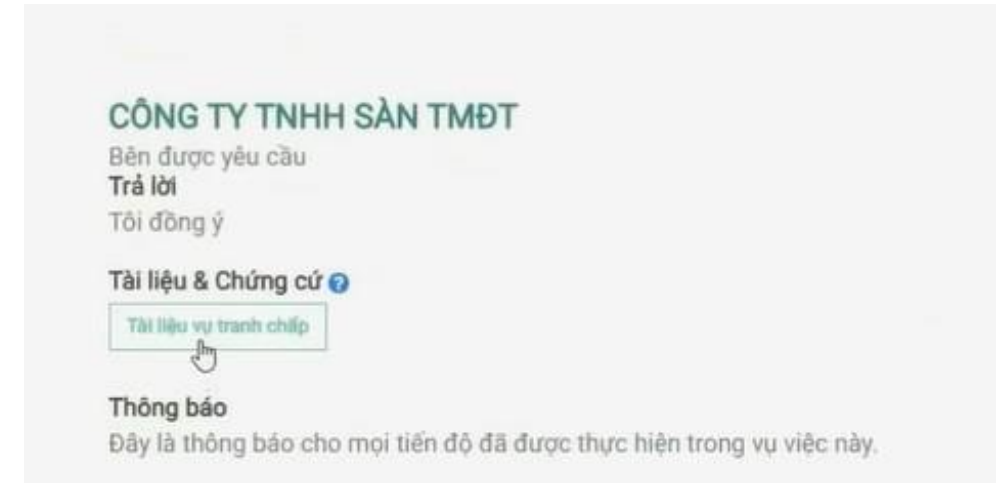 CÔNG TY TNHH SÀN TMĐT
Bên được yêu cầu
Trả lời
Tôi đồng ý
Tài liệu & Chứng cứ ?
Tài liệu vụ tranh chấp
Thông báo
Đây là thông báo cho mọi tiến độ đã được thực hiện trong vụ việc này.